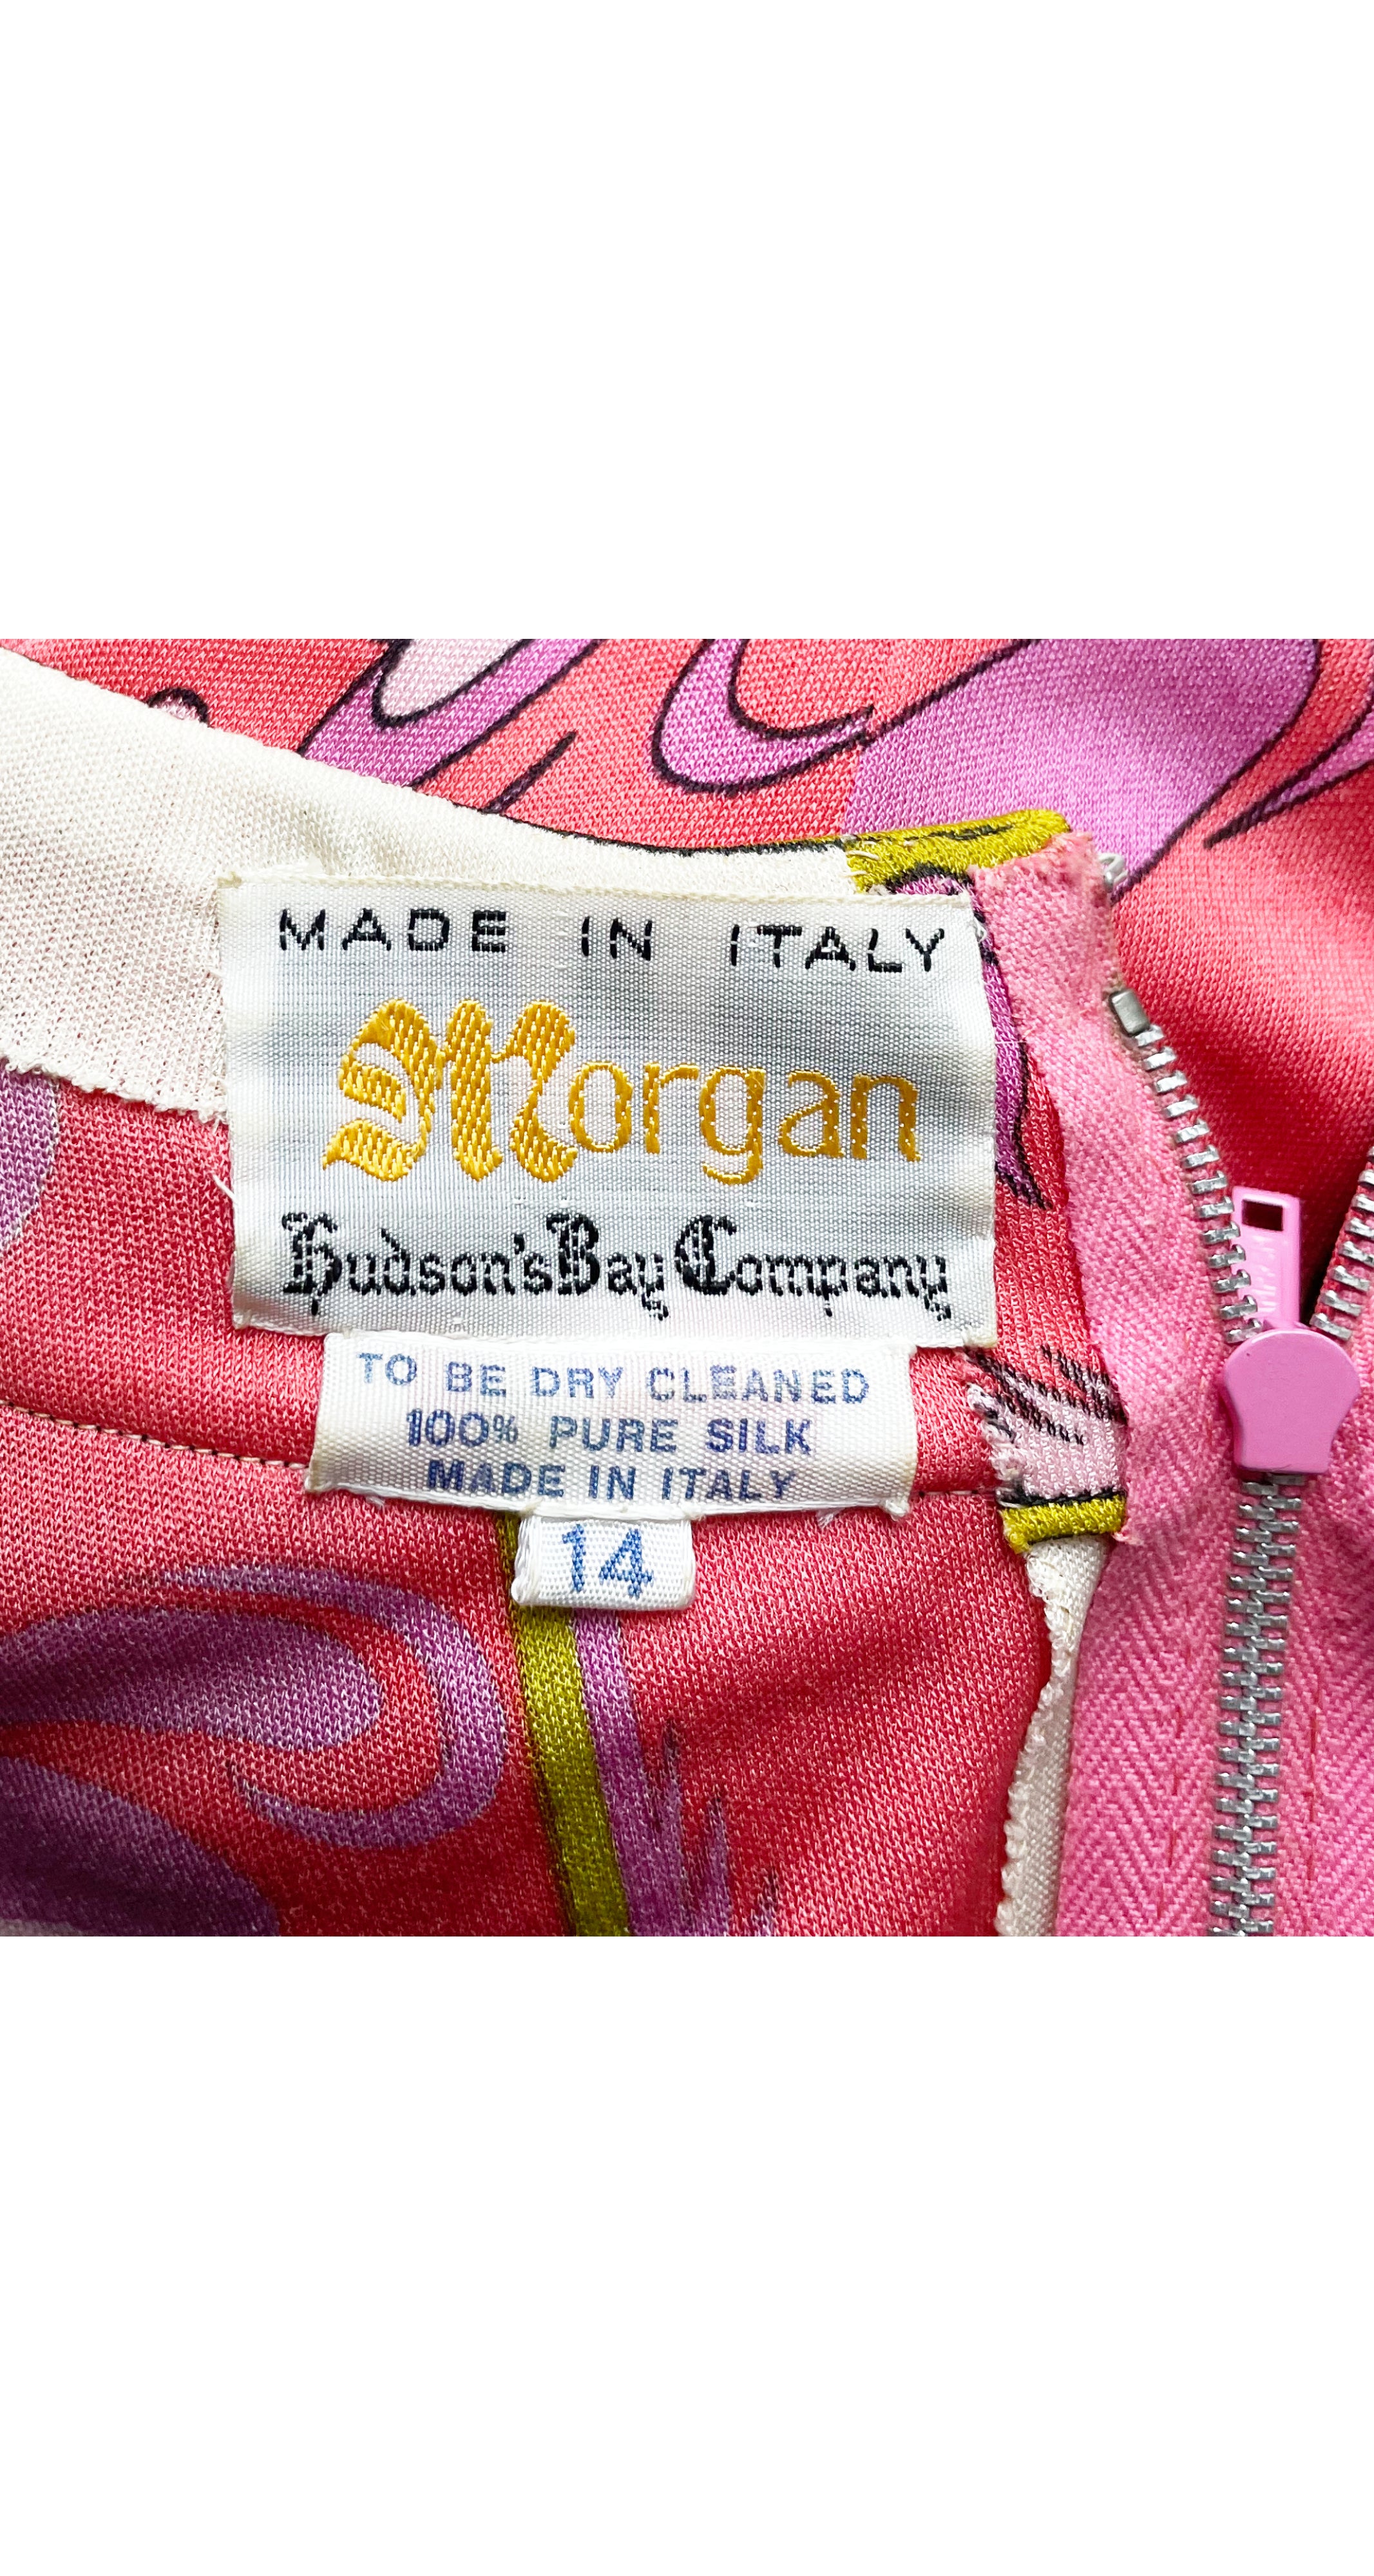 MADE IN ITALY
Morgan
Hudson's Bay Company
TO BE DRY CLEANED
100% PURE SILK
MADE IN ITALY
14